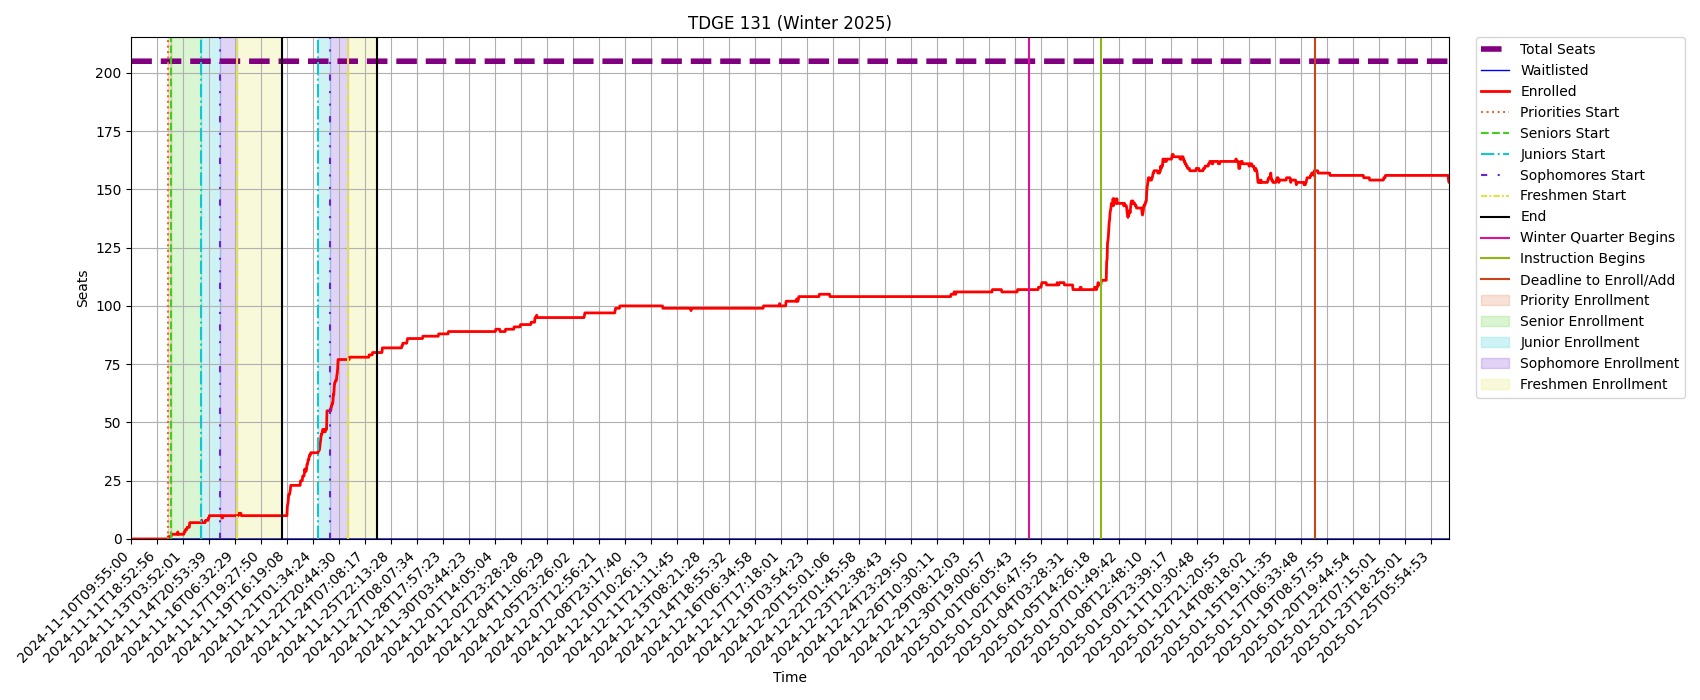 TDGE 131 (Winter 2025)
Seats
200
175
150
125
100
75
50
25
0
2024-11-10T09:55:00
2024-11-11T18:52:56
2024-11-13T03:52:01
2024-11-14T20:53:39
2024-11-16T06:32:29
2024-11-17T19:27:50
2024-11-19T16:19:08
2024-11-21T01:34:24
2024-11-22T20:44:30
2024-11-24T07:08:17
2024-11-25T22:13:28
2024-11-28T08:07:34
2024-11-28T17:57:23
2024-11-30T03:44:23
2024-12-01T14:05:04
2024-12-02T23:28:28
2024-12-04T11:06:29
2024-12-05T23:26:02
2024-12-07T12:56:21
2024-12-08T23:17:40
2024-12-10T10:26:13
2024-12-11T21:11:45
2024-12-13T08:21:28
2024-12-14T18:55:32
2024-12-16T06:34:58
2024-12-17T17:18:01
2024-12-19T03:54:23
2024-12-20T15:01:06
2024-12-22T01:45:58
2024-12-23T12:38:43
2024-12-24T23:29:50
2024-12-26T10:30:11
2024-12-29T08:12:03
2024-12-30T19:00:57
2025-01-01T06:05:43
2025-01-02T16:47:55
2025-01-04T03:28:31
2025-01-05T14:26:18
2025-01-07T01:49:42
2025-01-08T12:48:10
2025-01-09T23:39:17
2025-01-11T10:30:48
2025-01-12T21:20:55
2025-01-14T08:18:02
2025-01-15T19:11:35
2025-01-17T06:33:48
2025-01-19T08:57:55
2025-01-20T19:44:54
2025-01-22T07:15:01
2025-01-23T18:25:01
2025-01-25T05:54:53
Time
Total Seats
Waitlisted
Enrolled
Priorities Start
Seniors Start
Juniors Start
Sophomores Start
Freshmen Start
End
Winter Quarter Begins
Instruction Begins
Deadline to Enroll/Add
Priority Enrollment
Senior Enrollment
Junior Enrollment
Sophomore Enrollment
Freshmen Enrollment